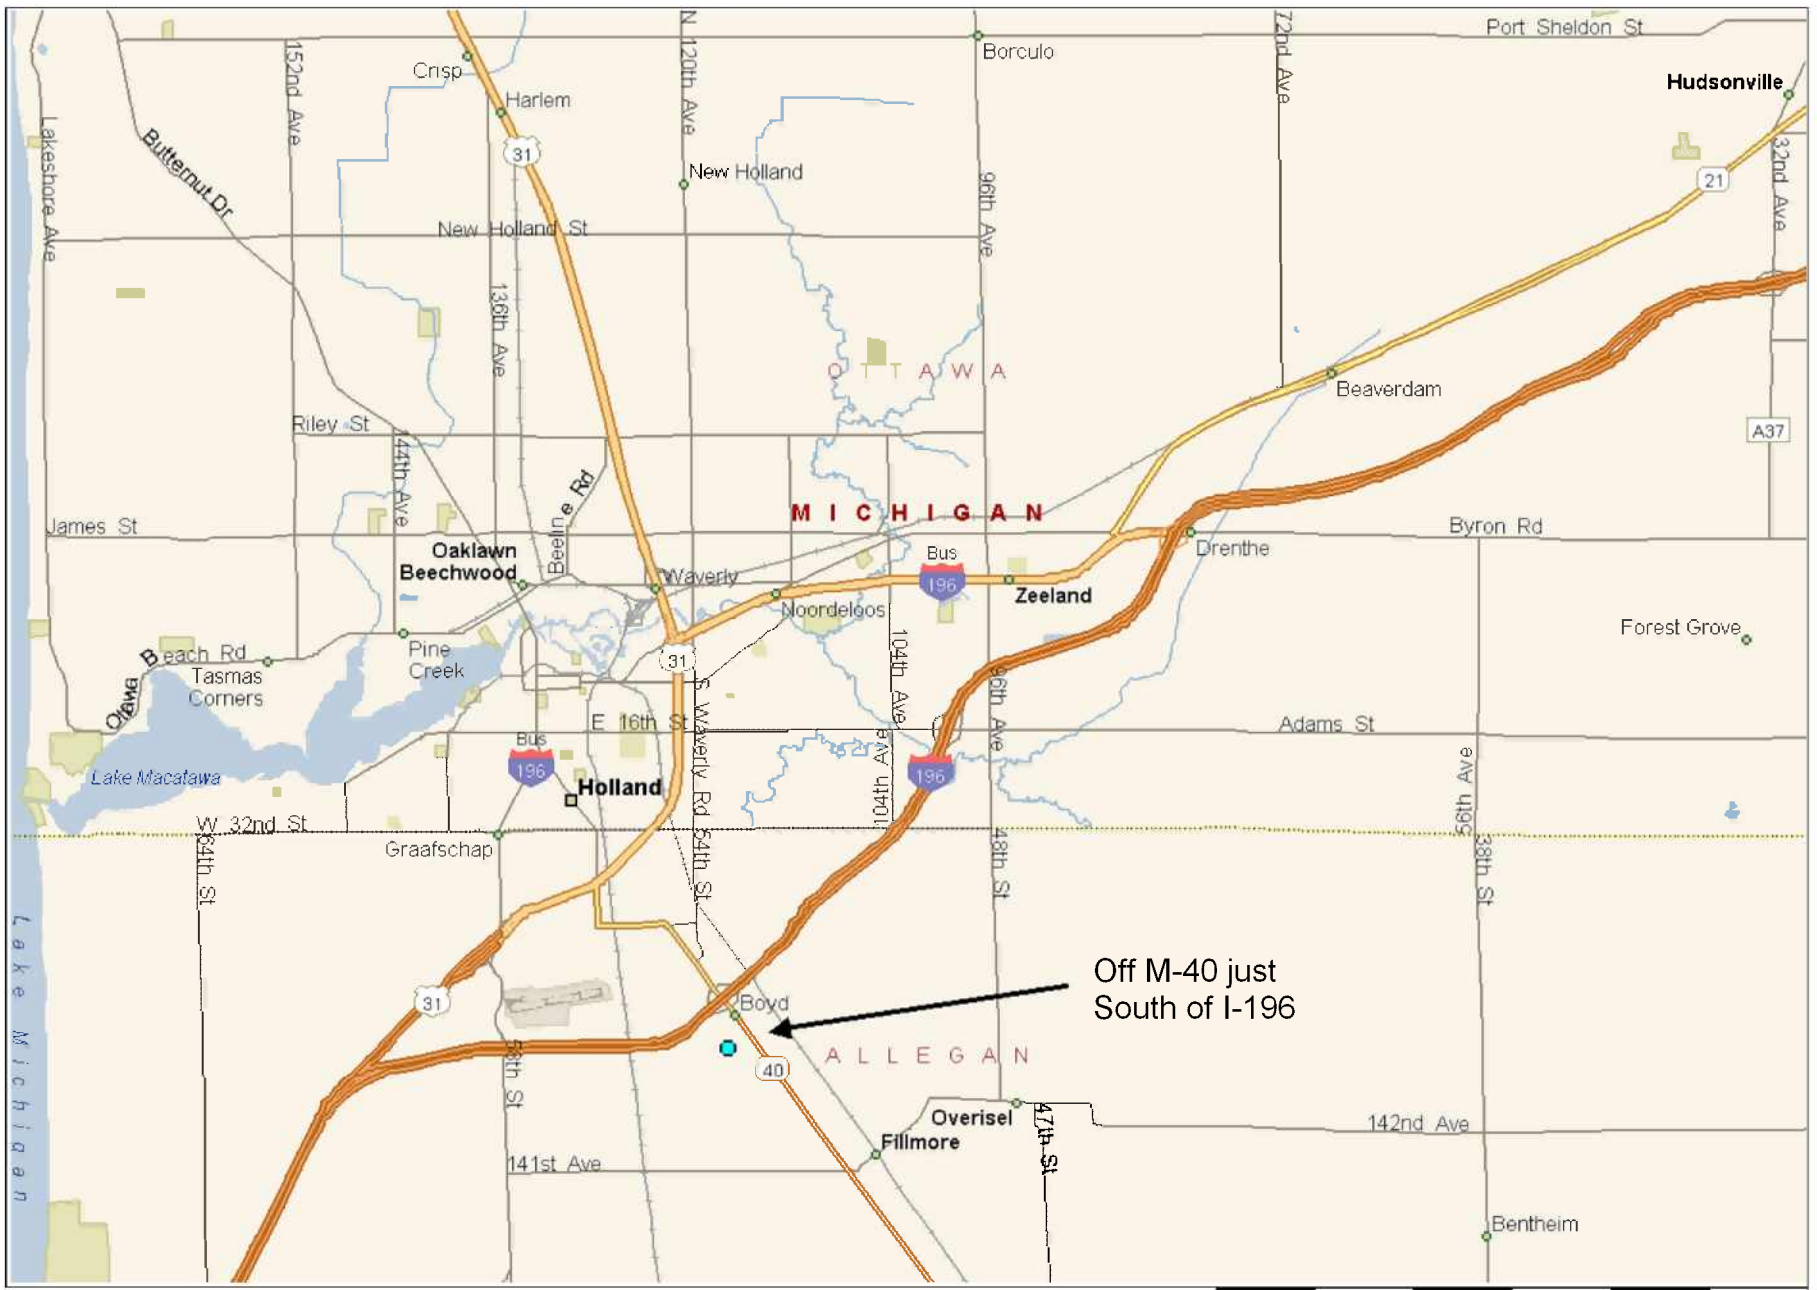 Port Sheldon St
Crisp
Harlem
152nd Ave
N 120th Ave
Borculo
72nd Ave
Hudsonville
Lakeshore Ave
Butternut Dr
31
New Holland
96th Ave
21
32nd Ave
New Holland St
136th Ave
O T T A W A
Beaverdam
Riley St
144th Ave
A37
M I C H I G A N
James St
Beeline Rd
Byron Rd
Oaklawn
Beechwood
Waverly
Bus
196
Drenthe
Zeeland
Noordeloos
Forest Grove
Pine
Creek
31
104th Ave
96th Ave
Ottawa Beach Rd
Tasmas
Corners
E 16th St
S Waverly Rd
Adams St
Bus
196
104th Av
196
56th Ave
Lake Macatawa
Holland
W 32nd St
Graafschap
64th St
54th St
48th St
38th St
Lake Michigan
31
Boyd
Off M-40 just
South of I-196
58th St
40
A L L E G A N
Overisel
47th St
142nd Ave
Fillmore
141st Ave
Bentheim